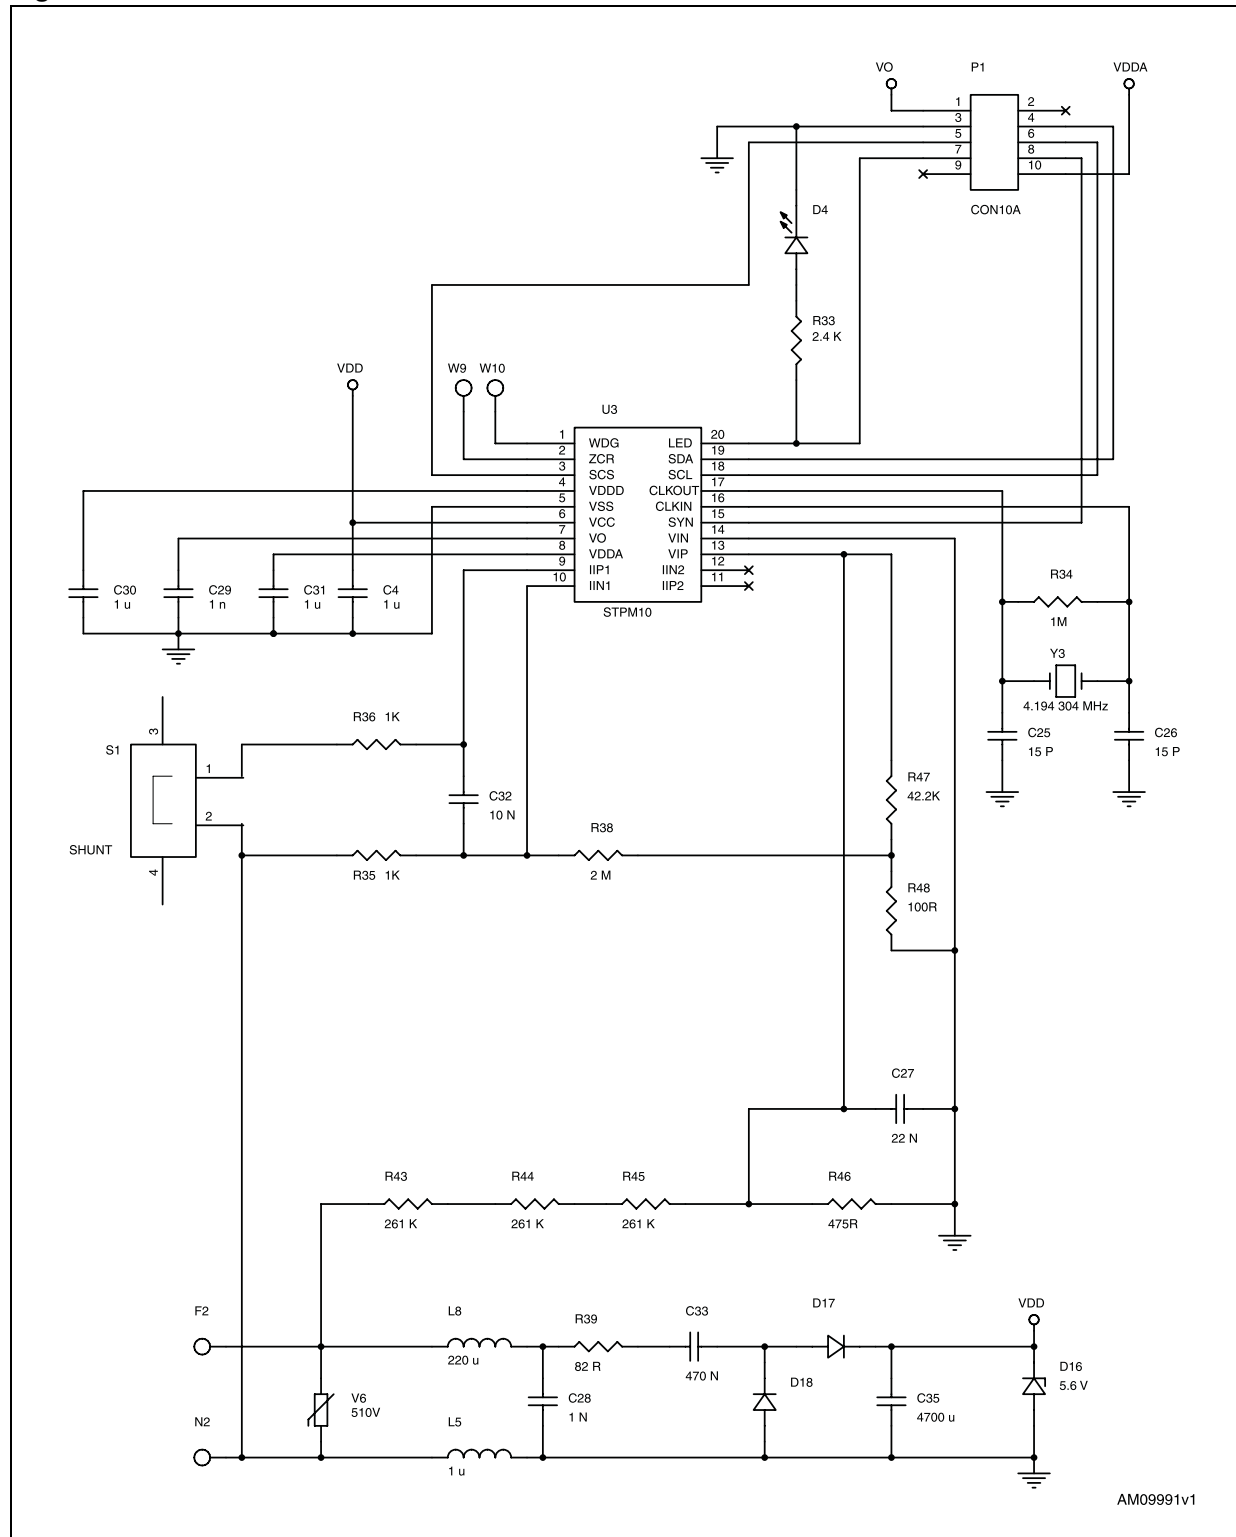 VO P1 VDDA
1 2
3 4
5 6
7 8
9 10
CON10A
D4
R33
2.4 K
VDD W9 W10
U3
1 WDG LED 20
2 ZCR SDA 19
3 SCS SCL 18
4 VDDD CLKOUT 17
5 VSS CLKIN 16
6 VCC SYN 15
7 VO VIN 14
8 VDDA VIP 13
9 IIP1 IIN2 12
10 IIN1 IIP2 11
STPM10
C30
1 u
C29
1 n
C31
1 u
C4
1 u
R34
1M
Y3
4.194 304 MHz
C25
15 P
C26
15 P
S1
3
1
2
4
SHUNT
R36 1K
C32
10 N
R35 1K
R38
2 M
R47
42.2K
R48
100R
C27
22 N
R43
261 K
R44
261 K
R45
261 K
R46
475R
F2
N2
V6
510V
L8
220 u
L5
1 u
C28
1 N
R39
82 R
C33
470 N
D17
D18
C35
4700 u
VDD
D16
5.6 V
AM09991v1